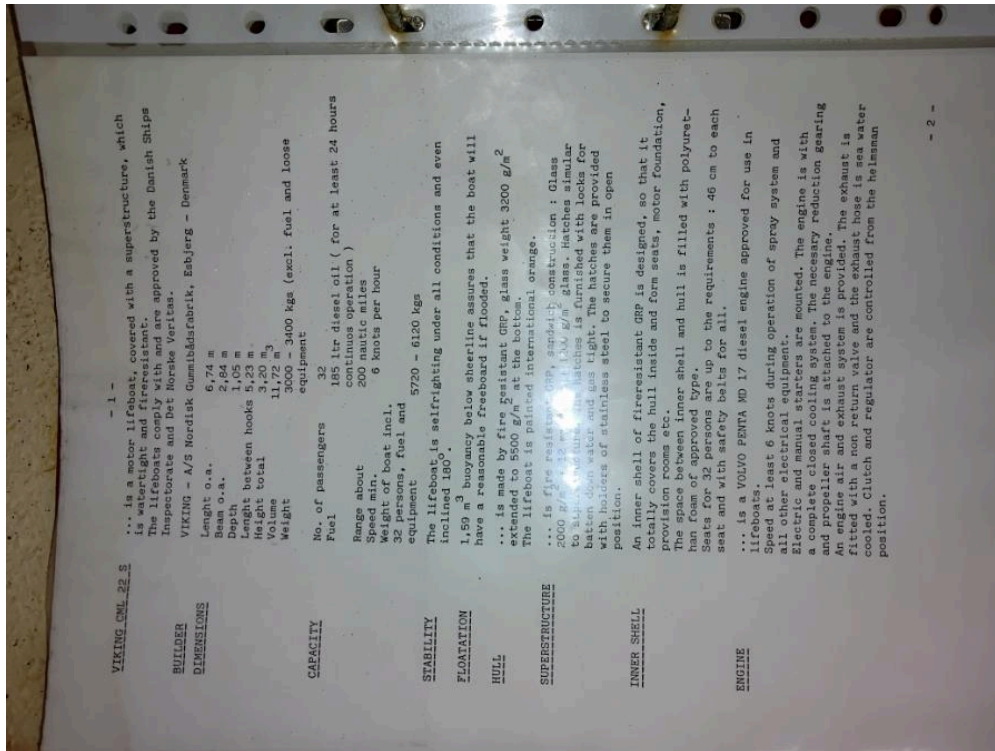 - 1 -
VIKING CML 22 S ... is a motor lifeboat, covered with a superstructure, which
is watertight and fireresistant.
The lifeboats comply with and are approved by the Danish Ships
Inspectorate and Det Norske Veritas.
BUILDER VIKING - A/S Nordisk Gummibådsfabrik, Esbjerg - Denmark
DIMENSIONS Lenght o.a. 6,74 m
Beam o.a. 2,84 m
Depth 1,05 m
Lenght between hooks 5,23 m
Height total 3,20 m
Volume 11,72 m³
Weight 3000 - 3400 kgs (excl. fuel and loose
equipment
CAPACITY No. of passengers 32
Fuel 185 ltr diesel oil ( for at least 24 hours
continuos operation )
Range about 200 nautic miles
Speed min. 6 knots per hour
Weight of boat incl.
32 persons, fuel and
equipment 5720 - 6120 kgs
STABILITY The lifeboat is selfrighting under all conditions and even
inclined 180°.
FLOATATION 1,59 m³ buoyancy below sheerline assures that the boat will
have a reasonable freeboard if flooded.
HULL ... is made by fire resistant GRP, glass weight 3200 g/m²
extended to 5500 g/m² at the bottom.
The lifeboat is painted international orange.
SUPERSTRUCTURE ... is fire resistant GRP, sandwich construction : Glass
2000 g/m² glass. Hatches simular
to superstructure. The hatches is furnished with locks for
batten down water and gas tight. The hatches are provided
with holders of stainless steel to secure them in open
position.
INNER SHELL An inner shell of fireresistant GRP is designed, so that it
totally covers the hull inside and form seats, motor foundation,
provision rooms etc.
The space between inner shell and hull is filled with polyuret-
han foam of approved type.
Seats for 32 persons are up to the requirements : 46 cm to each
seat and with safety belts for all.
ENGINE ... is a VOLVO PENTA MD 17 diesel engine approved for use in
lifeboats.
Speed at least 6 knots during operation of spray system and
all other electrical equipment.
Electric and manual starters are mounted. The engine is with
a complete closed cooling system. The necesary reduction gearing
and propeller shaft is attached to the engine.
An engine air and exhaust system is provided. The exhaust is
fitted with a non return valve and the exhaust hose is sea water
cooled. Clutch and regulator are controlled from the helmsman
position.
- 2 -